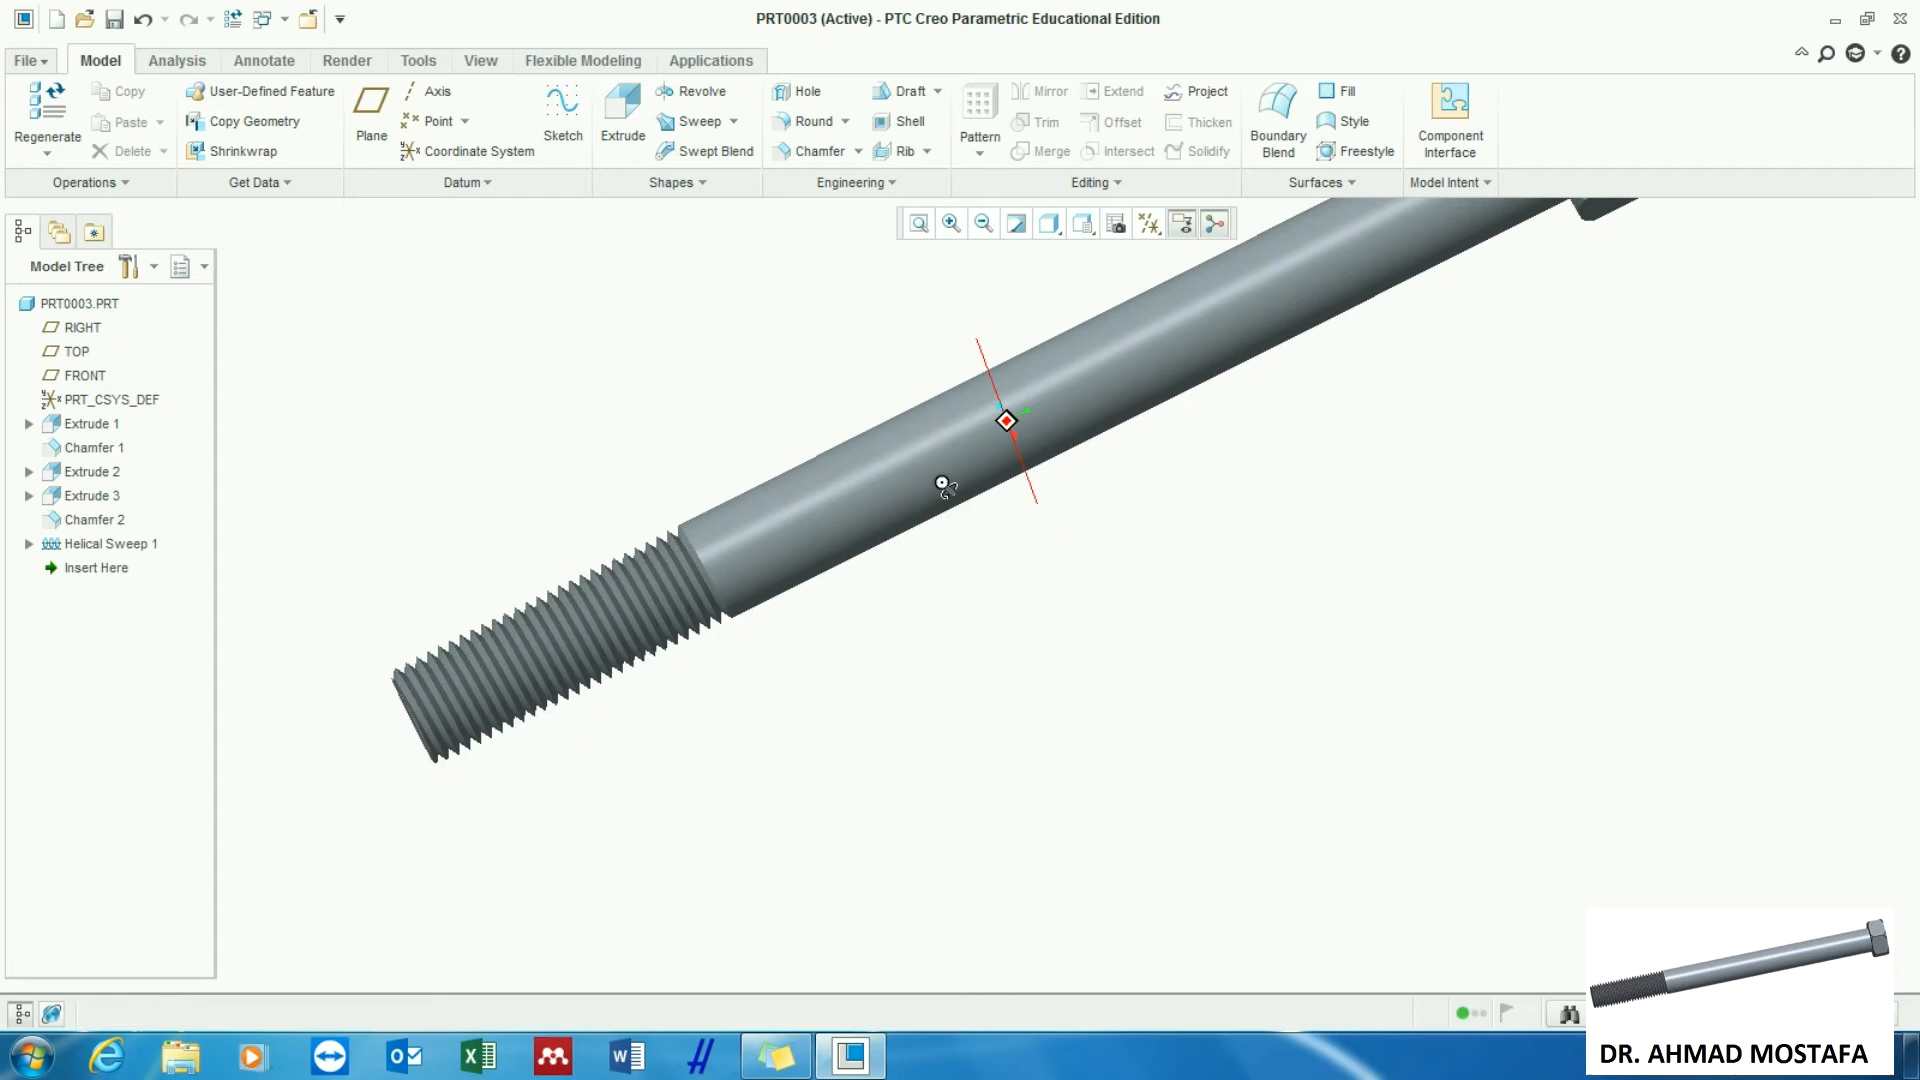 PRT0003 (Active) - PTC Creo Parametric Educational Edition
File Model Analysis Annotate Render Tools View Flexible Modeling Applications
Regenerate
Copy
Paste
Delete
Operations
User-Defined Feature
Copy Geometry
Shrinkwrap
Get Data
Plane
Axis
Point
Coordinate System
Sketch
Datum
Extrude
Revolve
Sweep
Swept Blend
Shapes
Hole
Round
Chamfer
Draft
Shell
Rib
Engineering
Pattern
Mirror
Trim
Merge
Extend
Offset
Intersect
Project
Thicken
Solidify
Editing
Boundary
Blend
Fill
Style
Freestyle
Surfaces
Component
Interface
Model Intent
Model Tree
PRT0003.PRT
RIGHT
TOP
FRONT
PRT_CSYS_DEF
Extrude 1
Chamfer 1
Extrude 2
Extrude 3
Chamfer 2
Helical Sweep 1
Insert Here
DR. AHMAD MOSTAFA